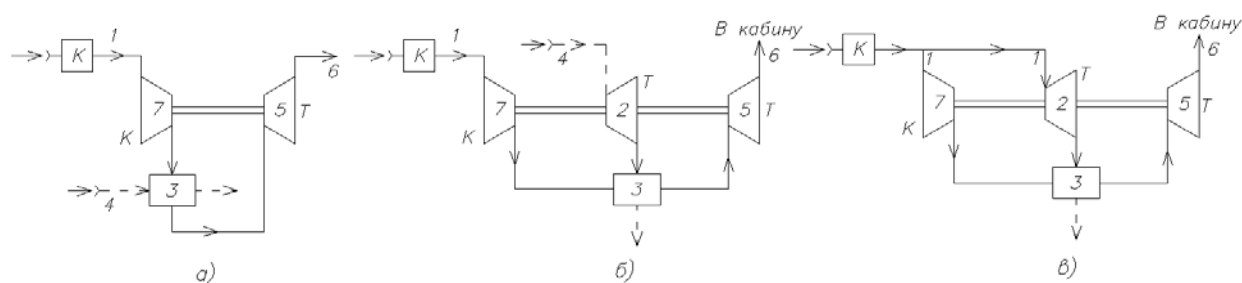 К 1 7 К 3 4 5 Т 6
а)
К 1 4 7 К 2 Т 3 5 Т В кабину 6
б)
К 1 1 7 К 2 Т 3 5 Т В кабину 6
в)